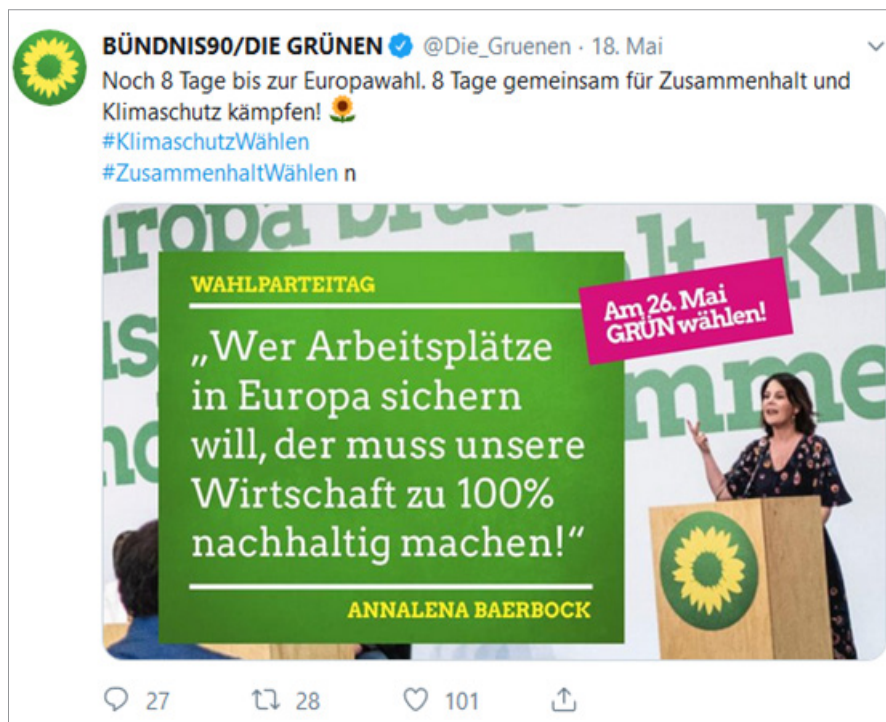 BÜNDNIS90/DIE GRÜNEN @Die_Gruenen · 18. Mai
Noch 8 Tage bis zur Europawahl. 8 Tage gemeinsam für Zusammenhalt und
Klimaschutz kämpfen! 🌻
#KlimaschutzWählen
#ZusammenhaltWählen n
WAHLPARTEITAG
„Wer Arbeitsplätze
in Europa sichern
will, der muss unsere
Wirtschaft zu 100%
nachhaltig machen!“
ANNALENA BAERBOCK
Am 26. Mai
GRÜN wählen!
27 28 101